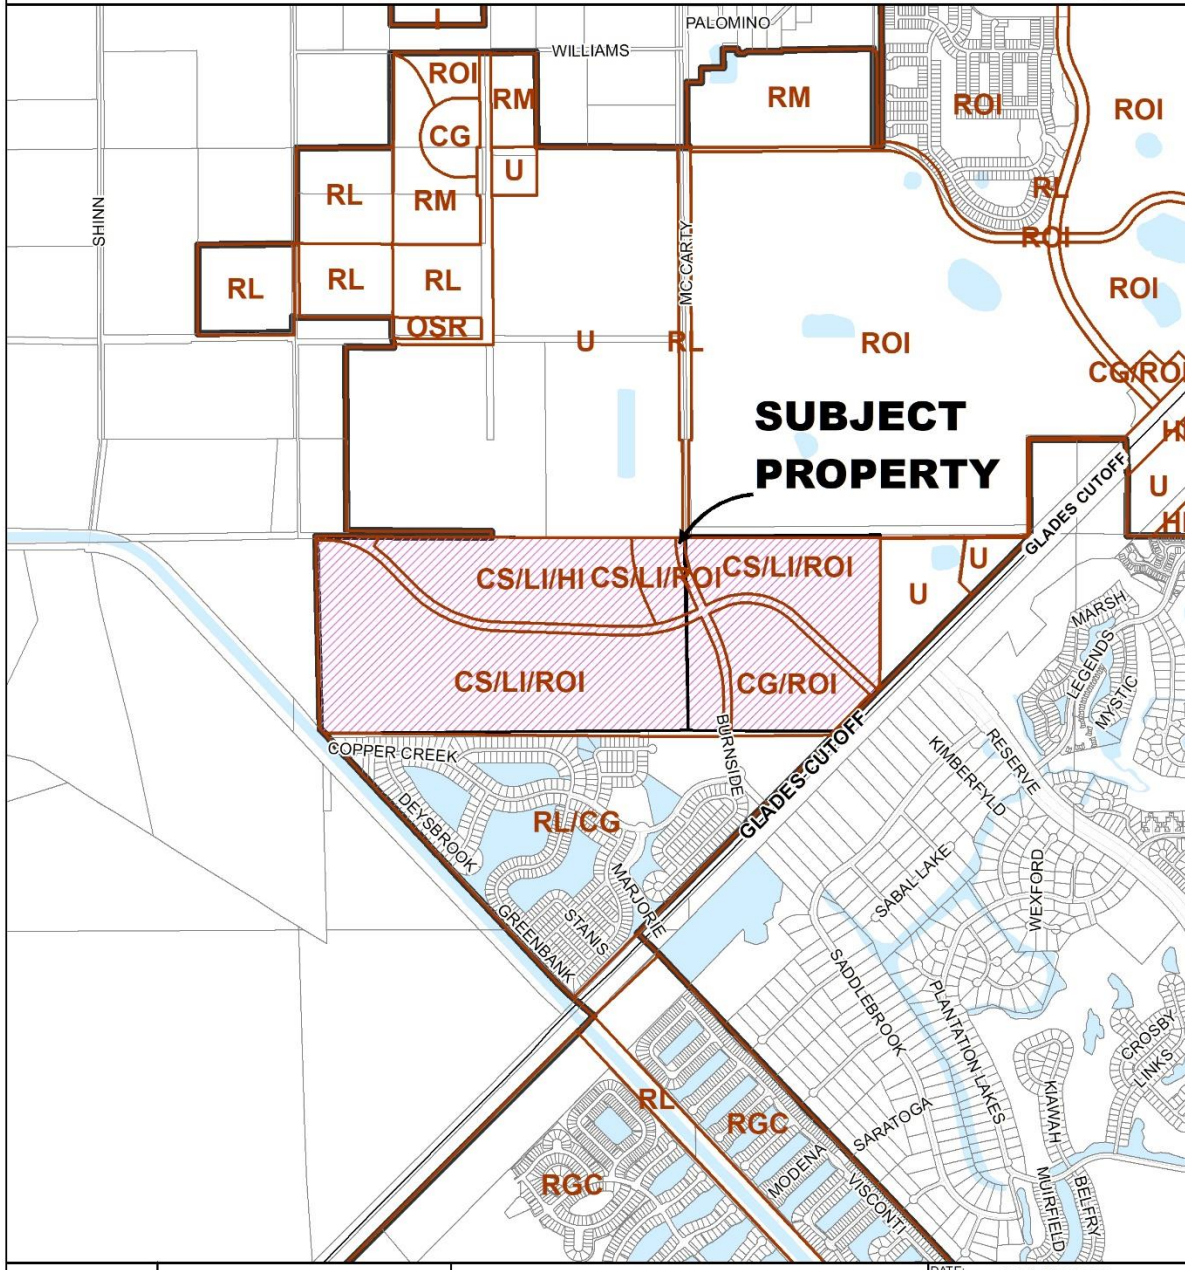 I
PALOMINO
WILLIAMS
ROI
RM
RM
ROI
ROI
CG
U
RL
RM
RL
SHINN
MC CARTY
ROI
RL
RL
RL
ROI
OSR
U
RL
ROI
CG/ROI
SUBJECT
PROPERTY
U
GLADES CUTOFF
CS/LI/HI
CS/LI/ROI
CS/LI/ROI
U
U
MARSH
LEGENDS
MYSTIC
CS/LI/ROI
CG/ROI
BURNSIDE
GLADES CUTOFF
COPPER CREEK
KIMBERFYLD
RESERVE
DEYSBROOK
RL/CG
MARJORIE
SABAL LAKE
WEXFORD
GREENBANK
STANIS
SADDLEBROOK
PLANTATION LAKES
CROSBY
LINKS
RL
RGC
SARATOGA
KIAWAH
MODENA
VISCONTI
RGC
MUIRFIELD
BELFRY
DATE: